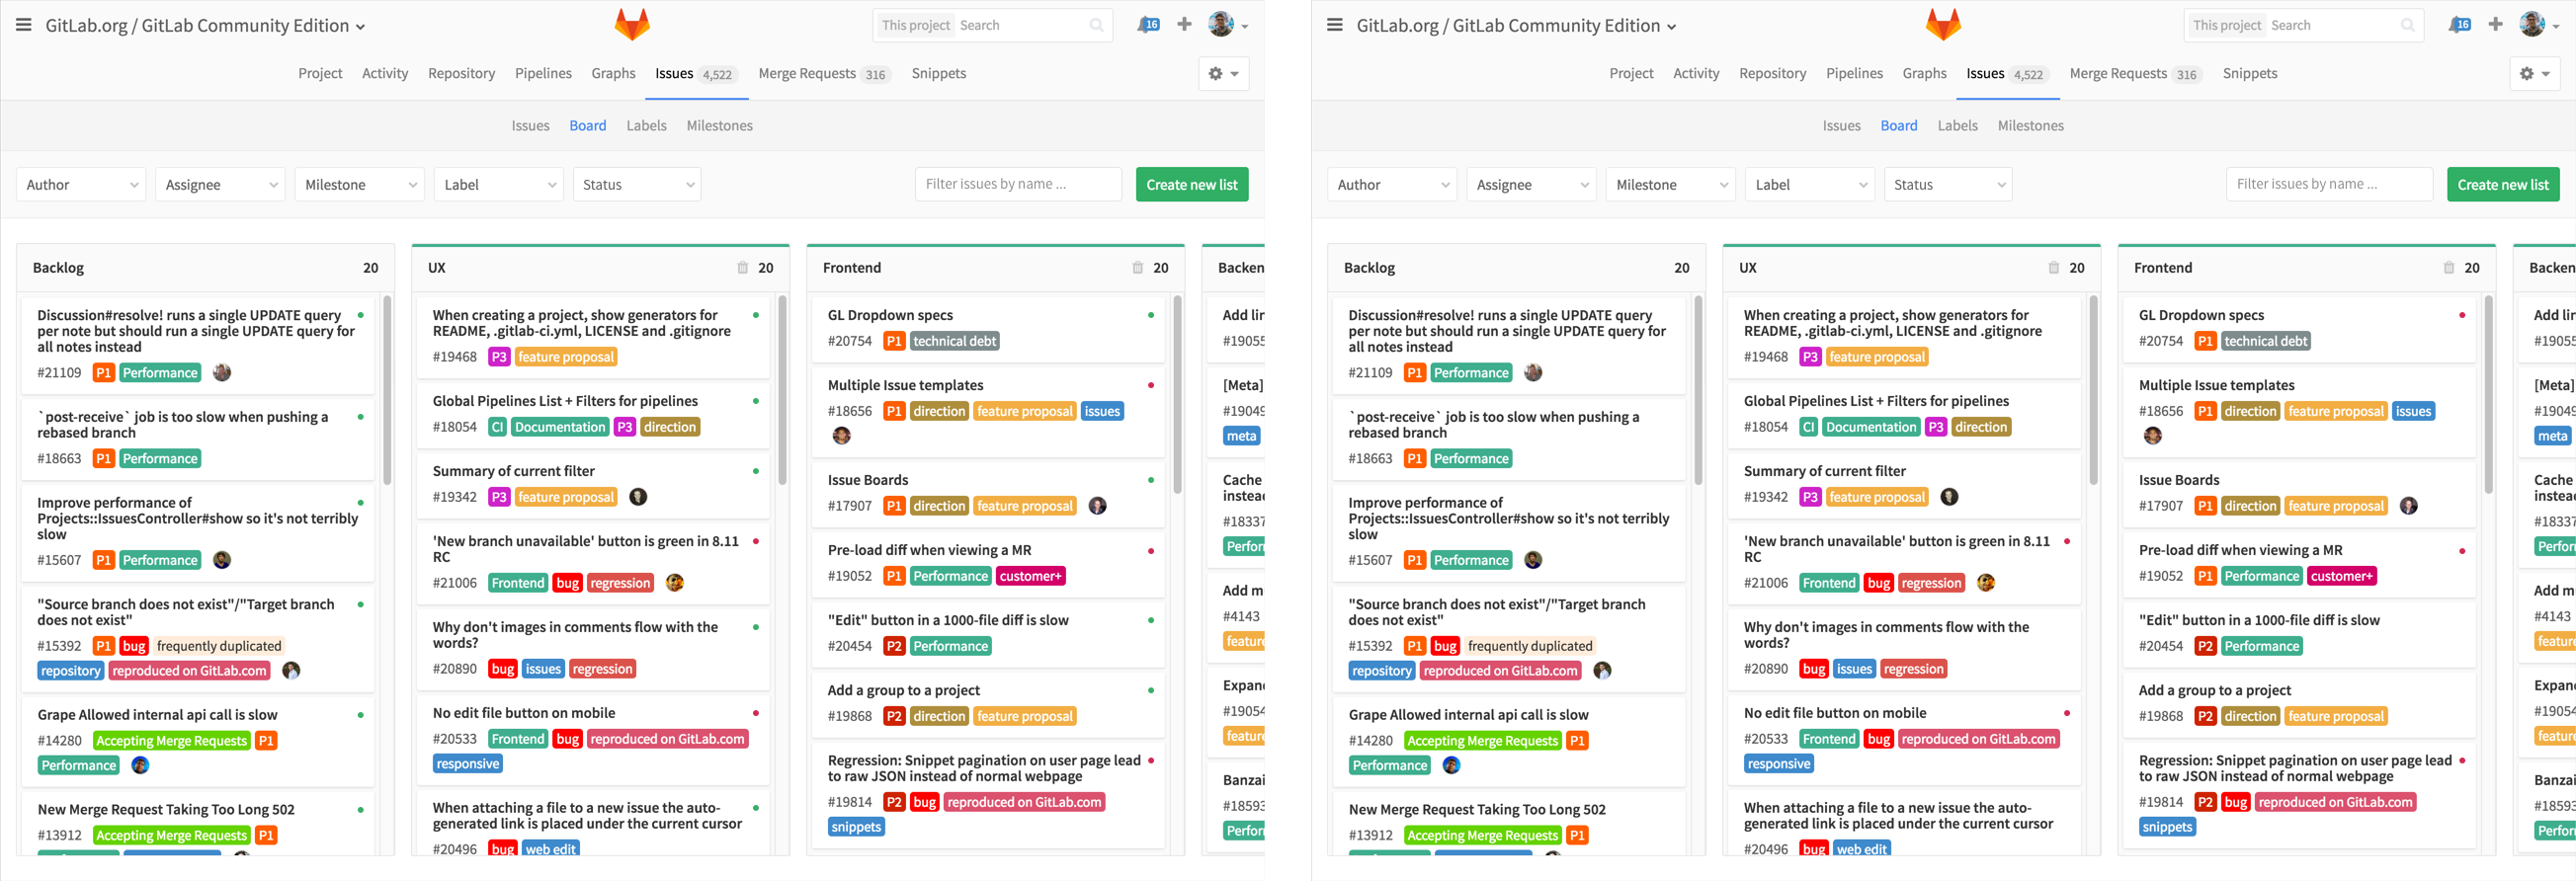 GitLab.org / GitLab Community Edition
This project Search
16
Project Activity Repository Pipelines Graphs Issues 4,522 Merge Requests 316 Snippets
Issues Board Labels Milestones
Author Assignee Milestone Label Status Filter issues by name ... Create new list
Backlog 20
Discussion#resolve! runs a single UPDATE query
per note but should run a single UPDATE query for
all notes instead
#21109 P1 Performance
`post-receive` job is too slow when pushing a
rebased branch
#18663 P1 Performance
Improve performance of
Projects::IssuesController#show so it's not terribly
slow
#15607 P1 Performance
"Source branch does not exist"/"Target branch
does not exist"
#15392 P1 bug frequently duplicated
repository reproduced on GitLab.com
Grape Allowed internal api call is slow
#14280 Accepting Merge Requests P1
Performance
New Merge Request Taking Too Long 502
#13912 Accepting Merge Requests P1
UX 20
When creating a project, show generators for
README, .gitlab-ci.yml, LICENSE and .gitignore
#19468 P3 feature proposal
Global Pipelines List + Filters for pipelines
#18054 CI Documentation P3 direction
Summary of current filter
#19342 P3 feature proposal
'New branch unavailable' button is green in 8.11
RC
#21006 Frontend bug regression
Why don't images in comments flow with the
words?
#20890 bug issues regression
No edit file button on mobile
#20533 Frontend bug reproduced on GitLab.com
responsive
When attaching a file to a new issue the auto-
generated link is placed under the current cursor
#20496 bug web edit
Frontend 20
GL Dropdown specs
#20754 P1 technical debt
Multiple Issue templates
#18656 P1 direction feature proposal issues
Issue Boards
#17907 P1 direction feature proposal
Pre-load diff when viewing a MR
#19052 P1 Performance customer+
"Edit" button in a 1000-file diff is slow
#20454 P2 Performance
Add a group to a project
#19868 P2 direction feature proposal
Regression: Snippet pagination on user page lead
to raw JSON instead of normal webpage
#19814 P2 bug reproduced on GitLab.com
snippets
Backen
Add lin
#19055
[Meta]
#19049
meta
Cache
instea
#18337
Perfor
Add m
#4143
feature
Expand
#19054
feature
Banzai
#18593
Perfor
GitLab.org / GitLab Community Edition
This project Search
16
Project Activity Repository Pipelines Graphs Issues 4,522 Merge Requests 316 Snippets
Issues Board Labels Milestones
Author Assignee Milestone Label Status Filter issues by name ... Create new list
Backlog 20
Discussion#resolve! runs a single UPDATE query
per note but should run a single UPDATE query for
all notes instead
#21109 P1 Performance
`post-receive` job is too slow when pushing a
rebased branch
#18663 P1 Performance
Improve performance of
Projects::IssuesController#show so it's not terribly
slow
#15607 P1 Performance
"Source branch does not exist"/"Target branch
does not exist"
#15392 P1 bug frequently duplicated
repository reproduced on GitLab.com
Grape Allowed internal api call is slow
#14280 Accepting Merge Requests P1
Performance
New Merge Request Taking Too Long 502
#13912 Accepting Merge Requests P1
UX 20
When creating a project, show generators for
README, .gitlab-ci.yml, LICENSE and .gitignore
#19468 P3 feature proposal
Global Pipelines List + Filters for pipelines
#18054 CI Documentation P3 direction
Summary of current filter
#19342 P3 feature proposal
'New branch unavailable' button is green in 8.11
RC
#21006 Frontend bug regression
Why don't images in comments flow with the
words?
#20890 bug issues regression
No edit file button on mobile
#20533 Frontend bug reproduced on GitLab.com
responsive
When attaching a file to a new issue the auto-
generated link is placed under the current cursor
#20496 bug web edit
Frontend 20
GL Dropdown specs
#20754 P1 technical debt
Multiple Issue templates
#18656 P1 direction feature proposal issues
Issue Boards
#17907 P1 direction feature proposal
Pre-load diff when viewing a MR
#19052 P1 Performance customer+
"Edit" button in a 1000-file diff is slow
#20454 P2 Performance
Add a group to a project
#19868 P2 direction feature proposal
Regression: Snippet pagination on user page lead
to raw JSON instead of normal webpage
#19814 P2 bug reproduced on GitLab.com
snippets
Backen
Add lin
#19055
[Meta]
#19049
meta
Cache
instea
#18337
Perfor
Add m
#4143
feature
Expand
#19054
feature
Banzai
#18593
Perfor